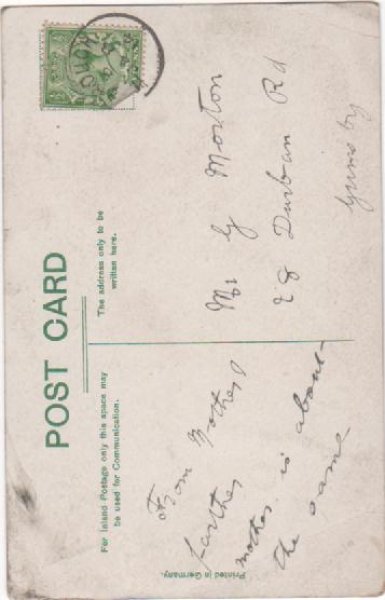 POST CARD
For Inland Postage only this space may
be used for Communication.
The address only to be
written here.
From Mother &
farther
mother is about
the same
Mr G Morton
28 Durban Rd
Grimsby
Printed in Germany.